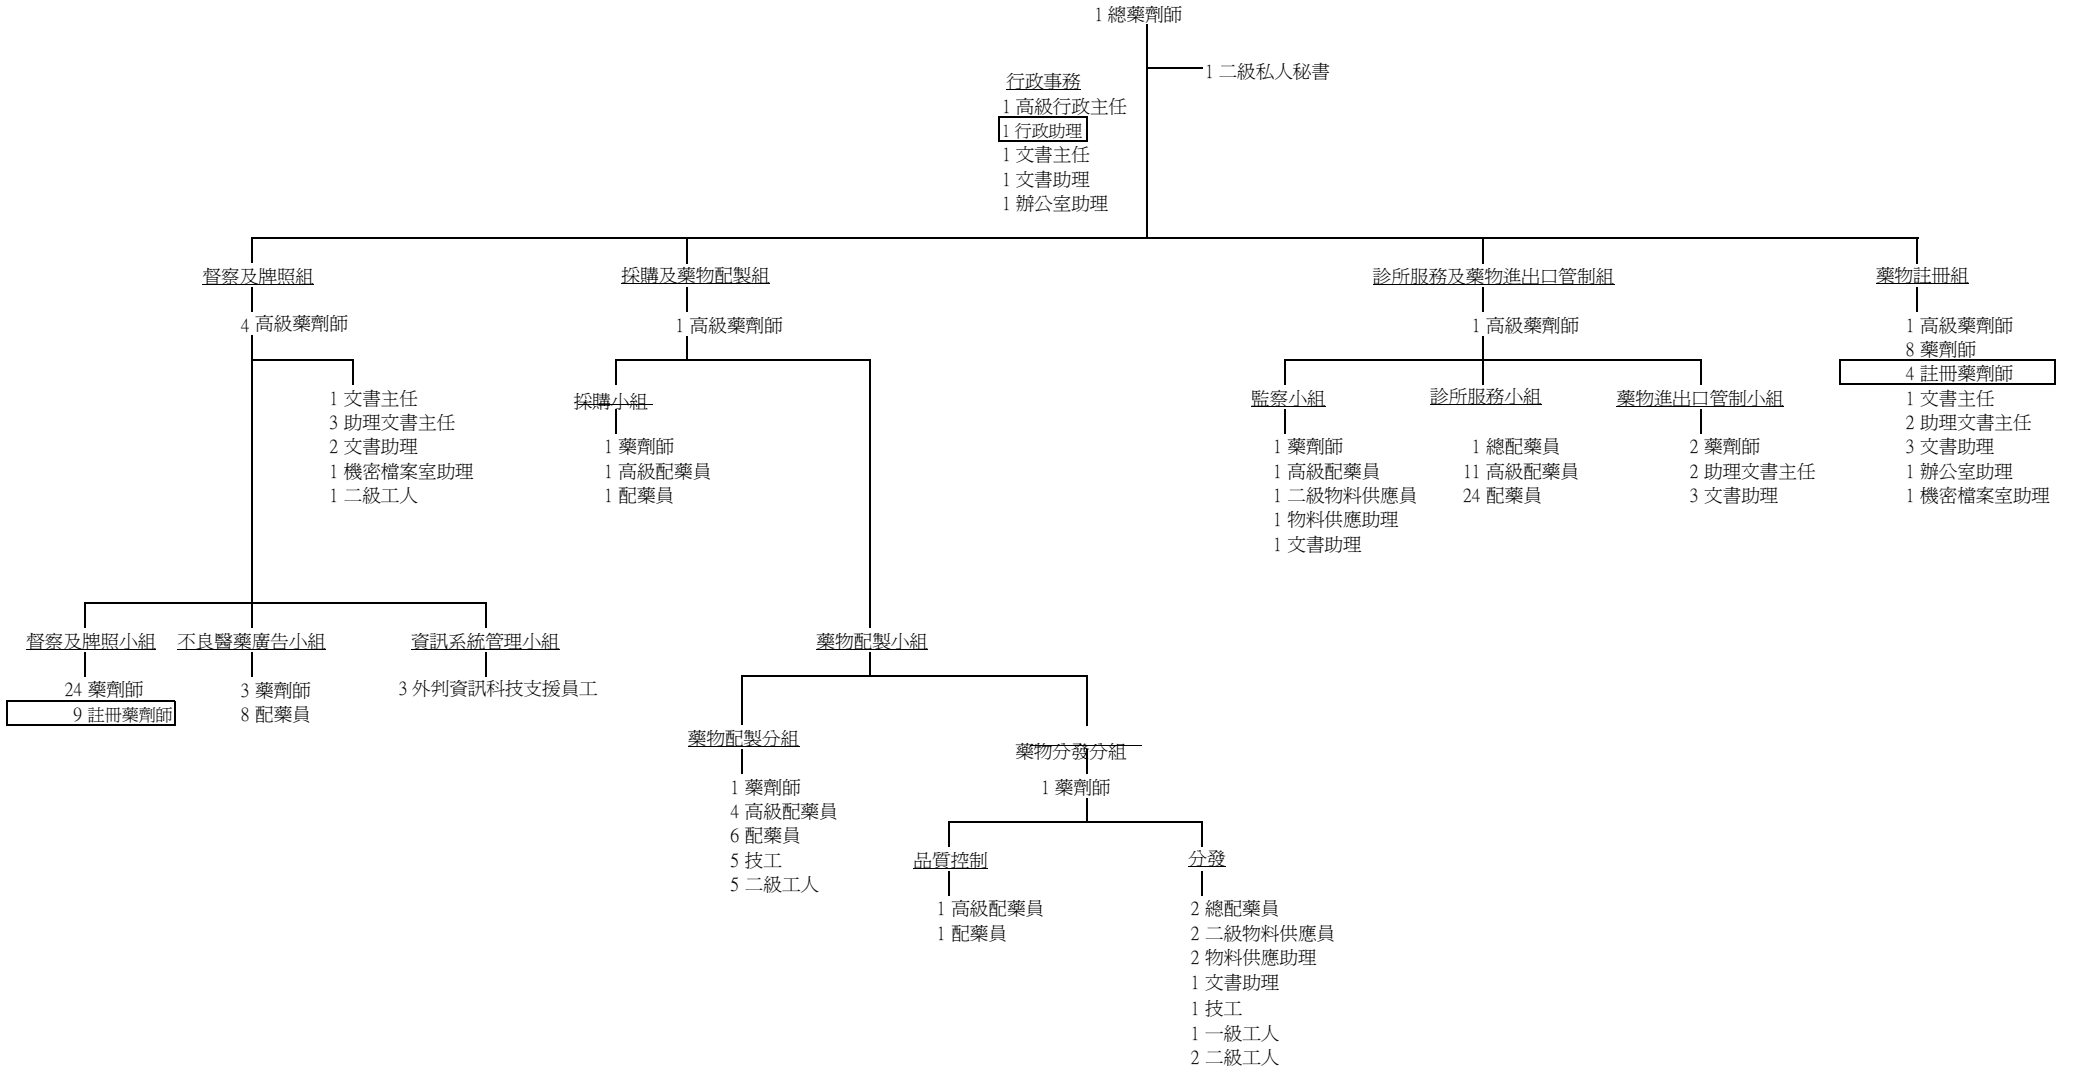 1 總藥劑師
1 二級私人秘書
行政事務
1 高級行政主任
1 行政助理
1 文書主任
1 文書助理
1 辦公室助理
督察及牌照組
4 高級藥劑師
1 文書主任
3 助理文書主任
2 文書助理
1 機密檔案室助理
1 二級工人
督察及牌照小組
24 藥劑師
9 註冊藥劑師
不良醫藥廣告小組
3 藥劑師
8 配藥員
資訊系統管理小組
3 外判資訊科技支援員工
採購及藥物配製組
1 高級藥劑師
採購小組
1 藥劑師
1 高級配藥員
1 配藥員
藥物配製小組
藥物配製分組
1 藥劑師
4 高級配藥員
6 配藥員
5 技工
5 二級工人
藥物分發分組
1 藥劑師
品質控制
1 高級配藥員
1 配藥員
分發
2 總配藥員
2 二級物料供應員
2 物料供應助理
1 文書助理
1 技工
1 一級工人
2 二級工人
診所服務及藥物進出口管制組
1 高級藥劑師
監察小組
1 藥劑師
1 高級配藥員
1 二級物料供應員
1 物料供應助理
1 文書助理
診所服務小組
1 總配藥員
11 高級配藥員
24 配藥員
藥物進出口管制小組
2 藥劑師
2 助理文書主任
3 文書助理
藥物註冊組
1 高級藥劑師
8 藥劑師
4 註冊藥劑師
1 文書主任
2 助理文書主任
3 文書助理
1 辦公室助理
1 機密檔案室助理